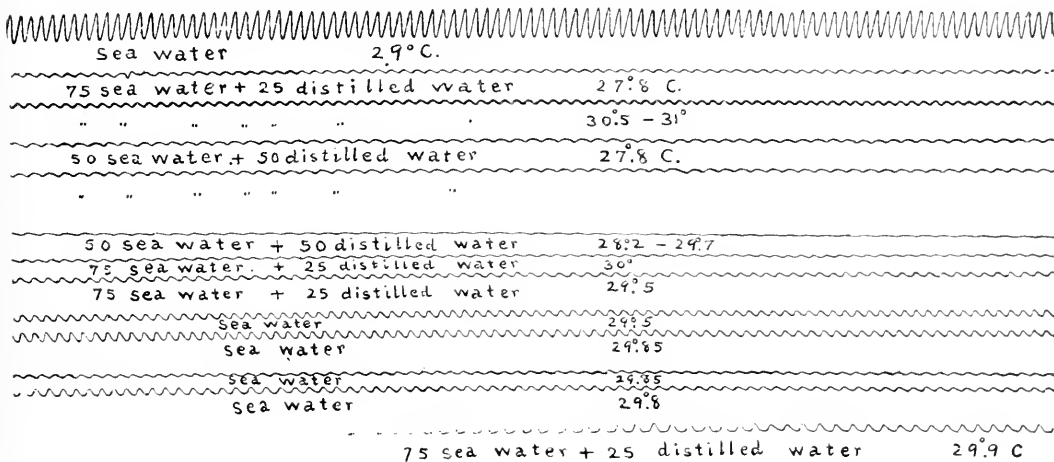 Sea water 29°C.
75 sea water + 25 distilled water 27°.8 C.
" " " " " " " 30°.5 – 31°
50 sea water + 50 distilled water 27°.8 C.
" " " " " " "
50 sea water + 50 distilled water 28°.2 – 29°.7
75 sea water. + 25 distilled water 30°
75 sea water + 25 distilled water 29°.5
Sea water 29°.5
Sea water 29°.85
Sea water 29.85
Sea water 29°.8
75 sea water + 25 distilled water 29°.9 C